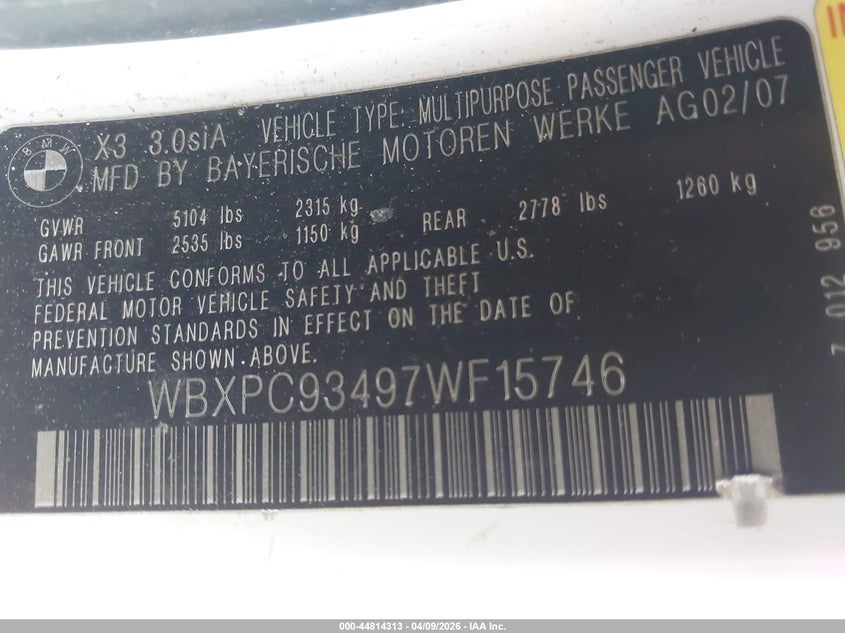 BMW
X3 3.0siA VEHICLE TYPE: MULTIPURPOSE PASSENGER VEHICLE
MFD BY BAYERISCHE MOTOREN WERKE AG02/07
GVWR 5104 lbs 2315 kg
GAWR FRONT 2535 lbs 1150 kg REAR 2778 lbs 1260 kg
THIS VEHICLE CONFORMS TO ALL APPLICABLE U.S.
FEDERAL MOTOR VEHICLE SAFETY AND THEFT
PREVENTION STANDARDS IN EFFECT ON THE DATE OF
MANUFACTURE SHOWN ABOVE.
WBXPC93497WF15746
7 012 956
000-44814313 - 04/09/2026 - IAA Inc.